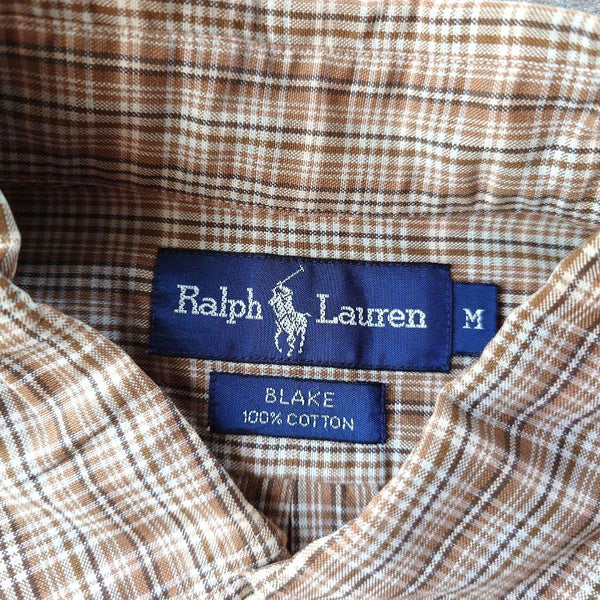 Ralph Lauren
M
BLAKE
100% COTTON